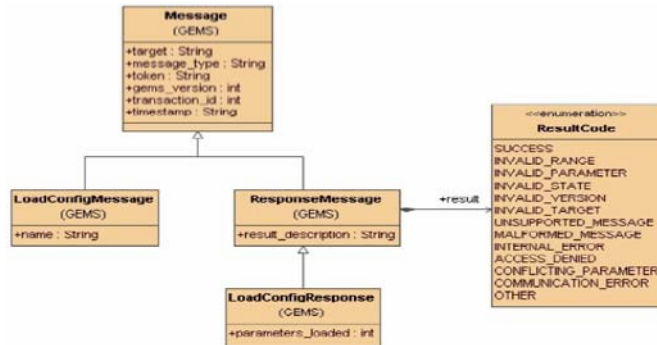 Message
(GEMS)
+target : String
+message_type : String
+token : String
+gems_version : int
+transaction_id : int
+timestamp : String
<<enumeration>>
ResultCode
SUCCESS
INVALID_RANGE
INVALID_PARAMETER
INVALID_STATE
INVALID_VERSION
INVALID_TARGET
UNSUPPORTED_MESSAGE
MALFORMED_MESSAGE
INTERNAL_ERROR
ACCESS_DENIED
CONFLICTING_PARAMETER
COMMUNICATION_ERROR
OTHER
LoadConfigMessage
(GEMS)
+name : String
ResponseMessage
(GEMS)
+result_description : String
+result
LoadConfigResponse
(GEMS)
+parameters_loaded : int